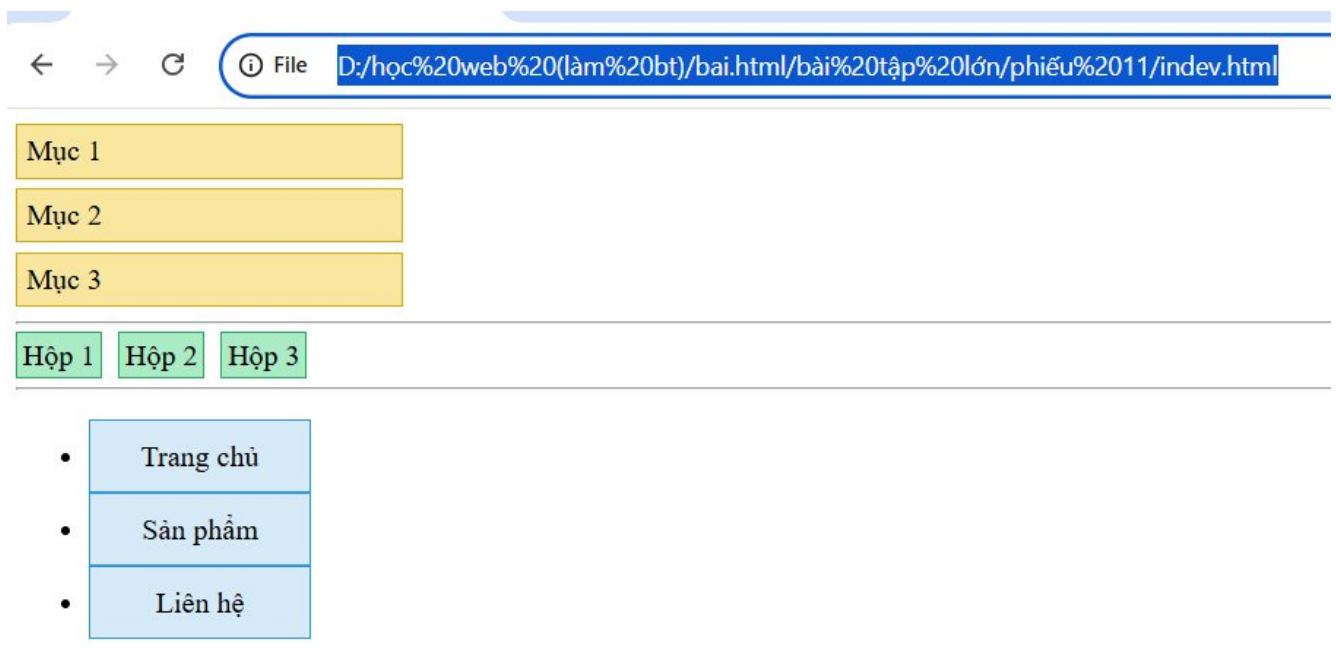 File D:/học%20web%20(làm%20bt)/bai.html/bài%20tập%20lớn/phiếu%2011/indev.html
Mục 1
Mục 2
Mục 3
Hộp 1 Hộp 2 Hộp 3
Trang chủ
Sản phẩm
Liên hệ